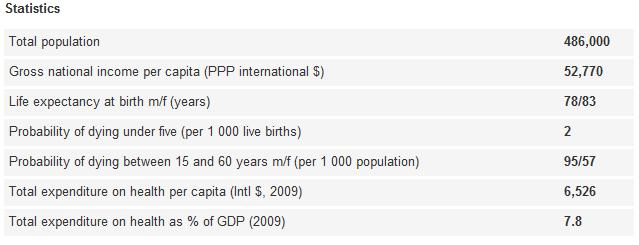 Statistics
Total population 486,000
Gross national income per capita (PPP international $) 52,770
Life expectancy at birth m/f (years) 78/83
Probability of dying under five (per 1 000 live births) 2
Probability of dying between 15 and 60 years m/f (per 1 000 population) 95/57
Total expenditure on health per capita (Intl $, 2009) 6,526
Total expenditure on health as % of GDP (2009) 7.8